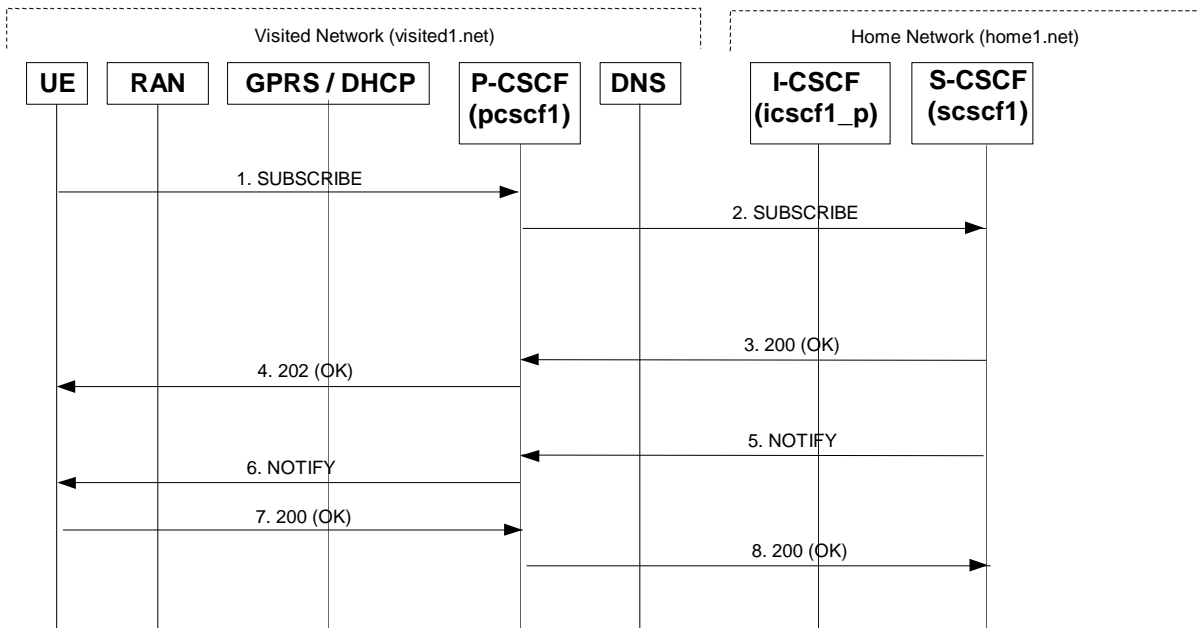 Visited Network (visited1.net)
Home Network (home1.net)
UE
RAN
GPRS / DHCP
P-CSCF
(pcscf1)
DNS
I-CSCF
(icscf1_p)
S-CSCF
(scscf1)
1. SUBSCRIBE
2. SUBSCRIBE
3. 200 (OK)
4. 202 (OK)
5. NOTIFY
6. NOTIFY
7. 200 (OK)
8. 200 (OK)